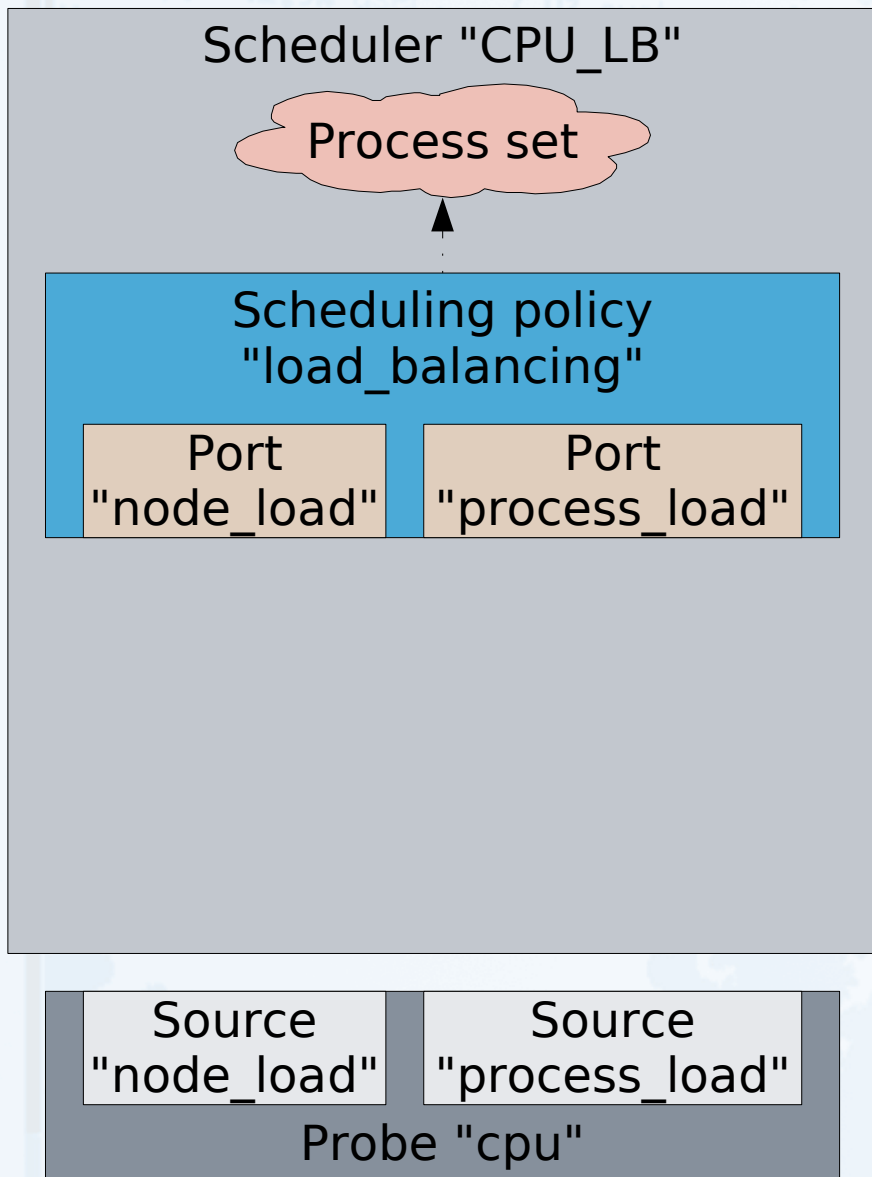 Scheduler "CPU_LB"
Process set
Scheduling policy
"load_balancing"
Port
"node_load"
Port
"process_load"
Source
"node_load"
Source
"process_load"
Probe "cpu"